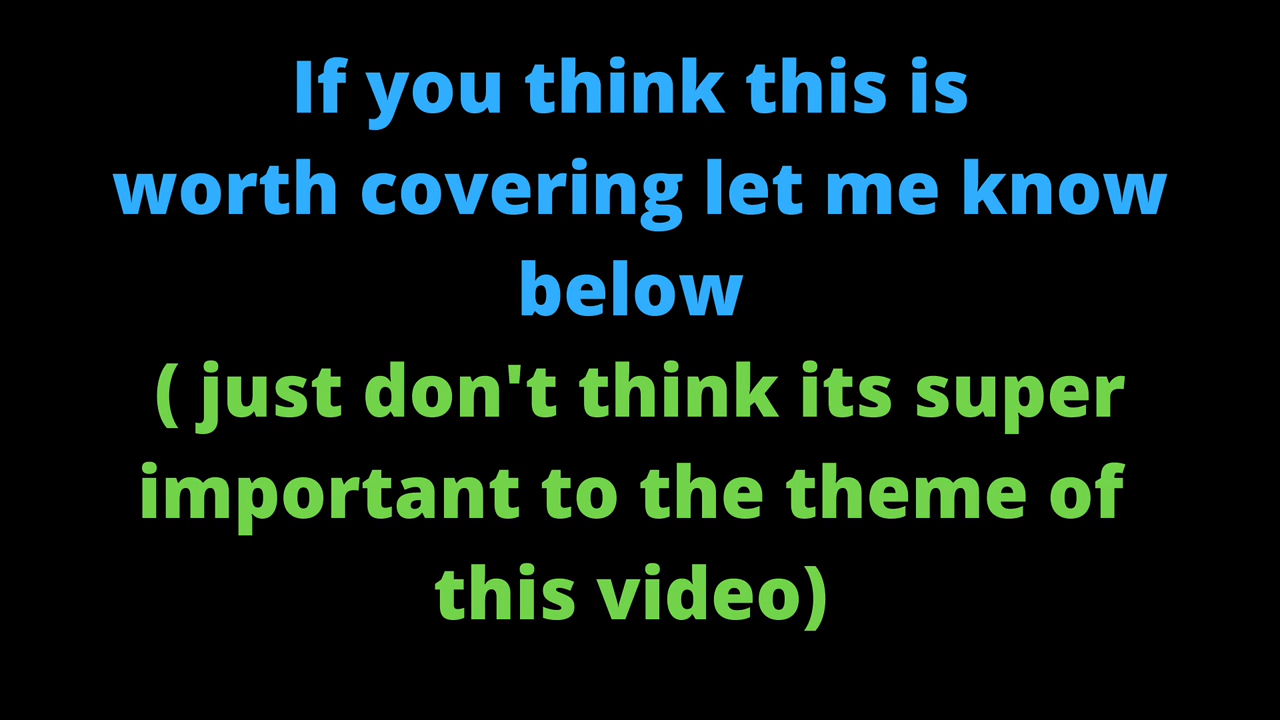 If you think this is
worth covering let me know
below
( just don't think its super
important to the theme of
this video)